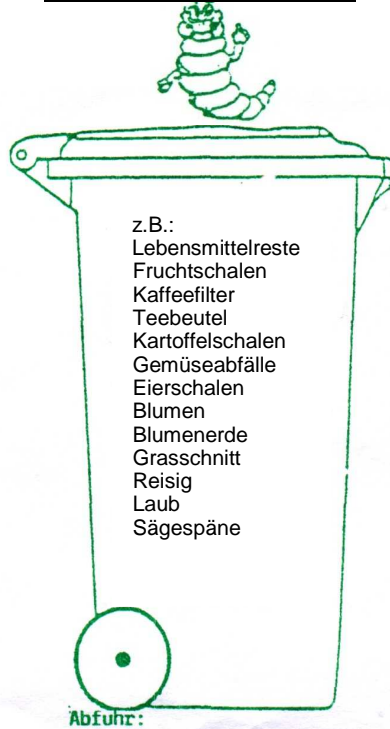 z.B.:
Lebensmittelreste
Fruchtschalen
Kaffeefilter
Teebeutel
Kartoffelschalen
Gemüseabfälle
Eierschalen
Blumen
Blumenerde
Grasschnitt
Reisig
Laub
Sägespäne
Abfuhr: